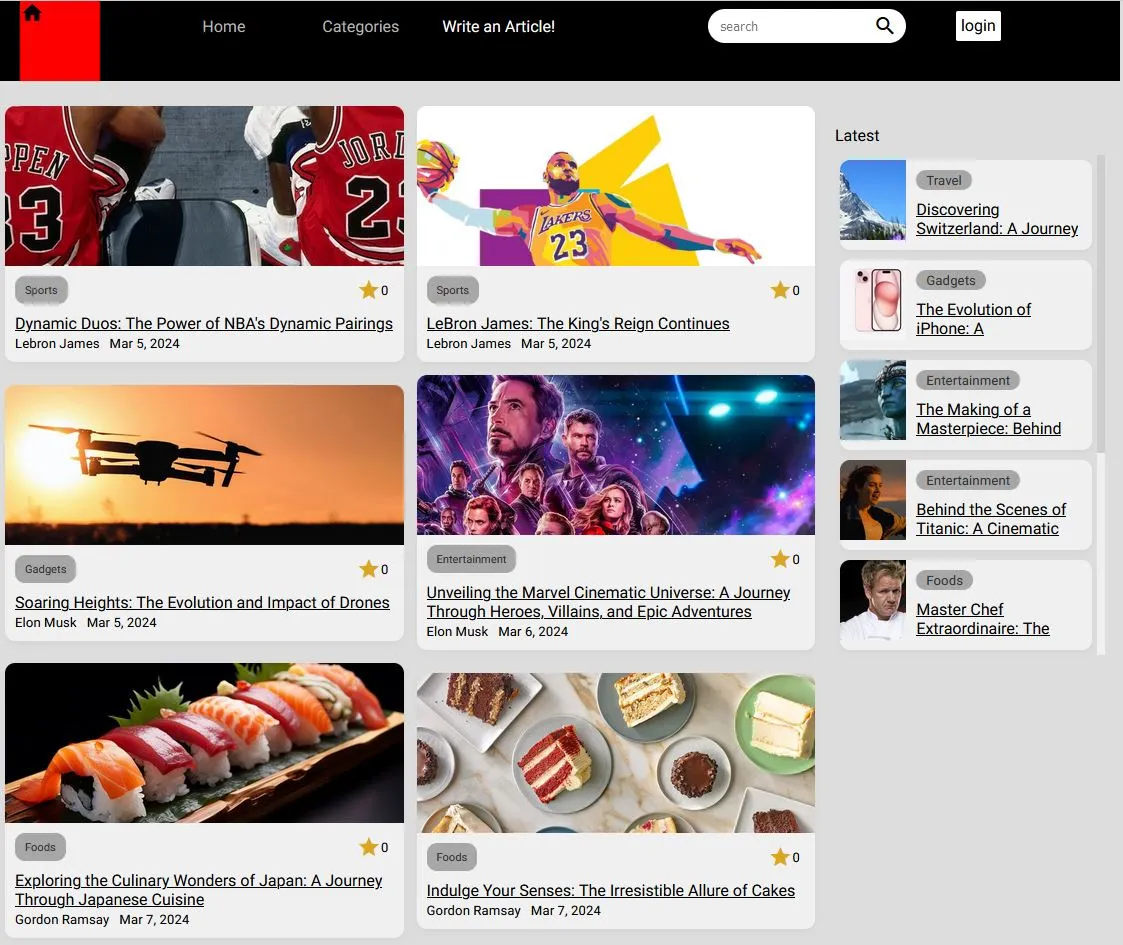 Home
Categories
Write an Article!
search
login
PPEN
33
JORD
23
LAKERS
23
Sports
0
Dynamic Duos: The Power of NBA's Dynamic Pairings
Lebron James Mar 5, 2024
Sports
0
LeBron James: The King's Reign Continues
Lebron James Mar 5, 2024
Gadgets
0
Soaring Heights: The Evolution and Impact of Drones
Elon Musk Mar 5, 2024
Entertainment
0
Unveiling the Marvel Cinematic Universe: A Journey
Through Heroes, Villains, and Epic Adventures
Elon Musk Mar 6, 2024
Foods
0
Exploring the Culinary Wonders of Japan: A Journey
Through Japanese Cuisine
Gordon Ramsay Mar 7, 2024
Foods
0
Indulge Your Senses: The Irresistible Allure of Cakes
Gordon Ramsay Mar 7, 2024
Latest
Travel
Discovering
Switzerland: A Journey
Gadgets
The Evolution of
iPhone: A
Entertainment
The Making of a
Masterpiece: Behind
Entertainment
Behind the Scenes of
Titanic: A Cinematic
Foods
Master Chef
Extraordinaire: The